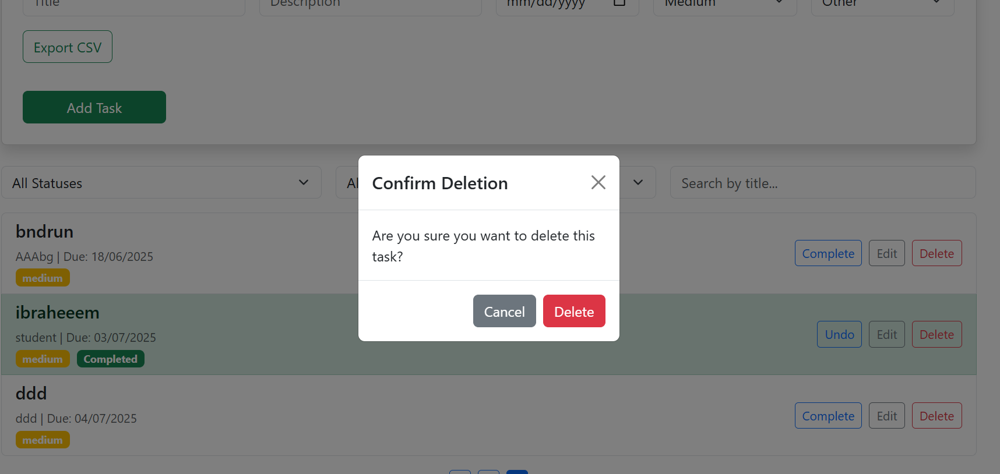 Title Description mm/dd/yyyy Medium Other
Export CSV
Add Task
All Statuses
Search by title...
Confirm Deletion
Are you sure you want to delete this
task?
Cancel Delete
bndrun
AAAbg | Due: 18/06/2025
medium
Complete Edit Delete
ibraheeem
student | Due: 03/07/2025
medium Completed
Undo Edit Delete
ddd
ddd | Due: 04/07/2025
medium
Complete Edit Delete